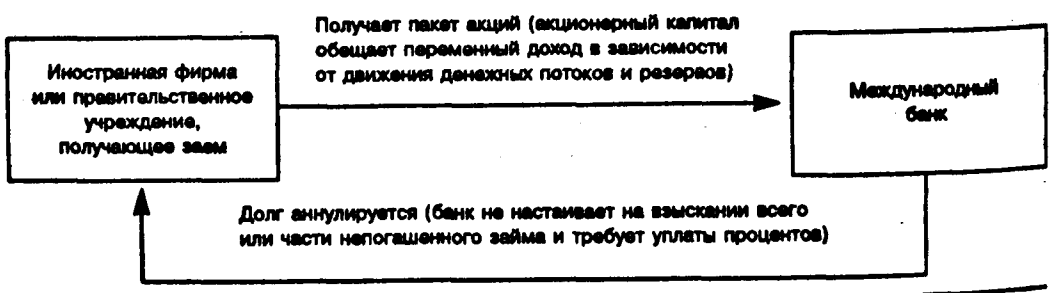 Получает пакет акций (акционерный капитал
обещает переменный доход в зависимости
от движения денежных потоков и резервов)
Иностранная фирма
или правительственное
учреждение,
получающее заем
Международный
банк
Долг аннулируется (банк не настаивает на взыскании всего
или части непогашенного займа и требует уплаты процентов)